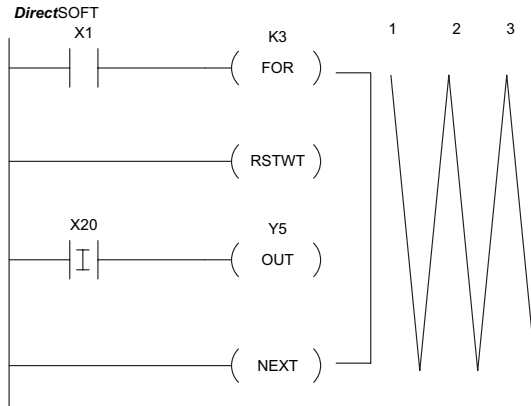 DirectSOFT
X1
K3
1 2 3
FOR
RSTWT
X20
Y5
I
OUT
NEXT